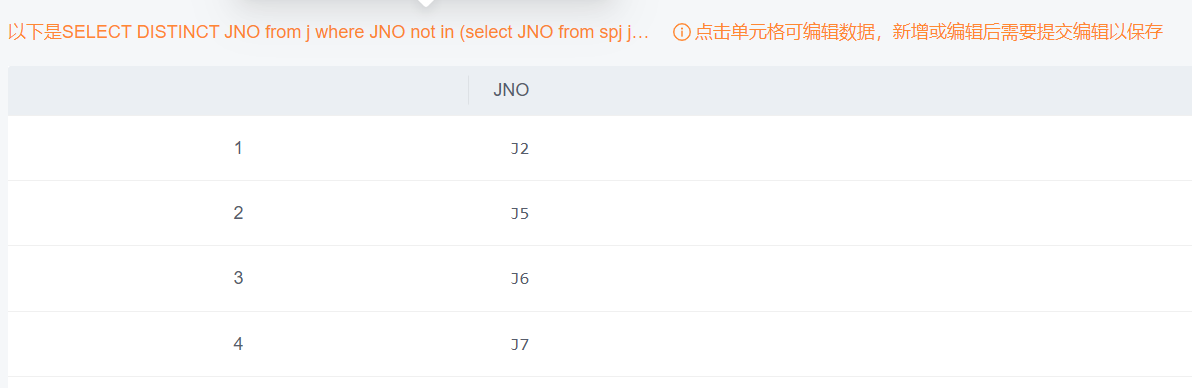 以下是SELECT DISTINCT JNO from j where JNO not in (select JNO from spj j... ⓘ 点击单元格可编辑数据，新增或编辑后需要提交编辑以保存
JNO
1 J2
2 J5
3 J6
4 J7